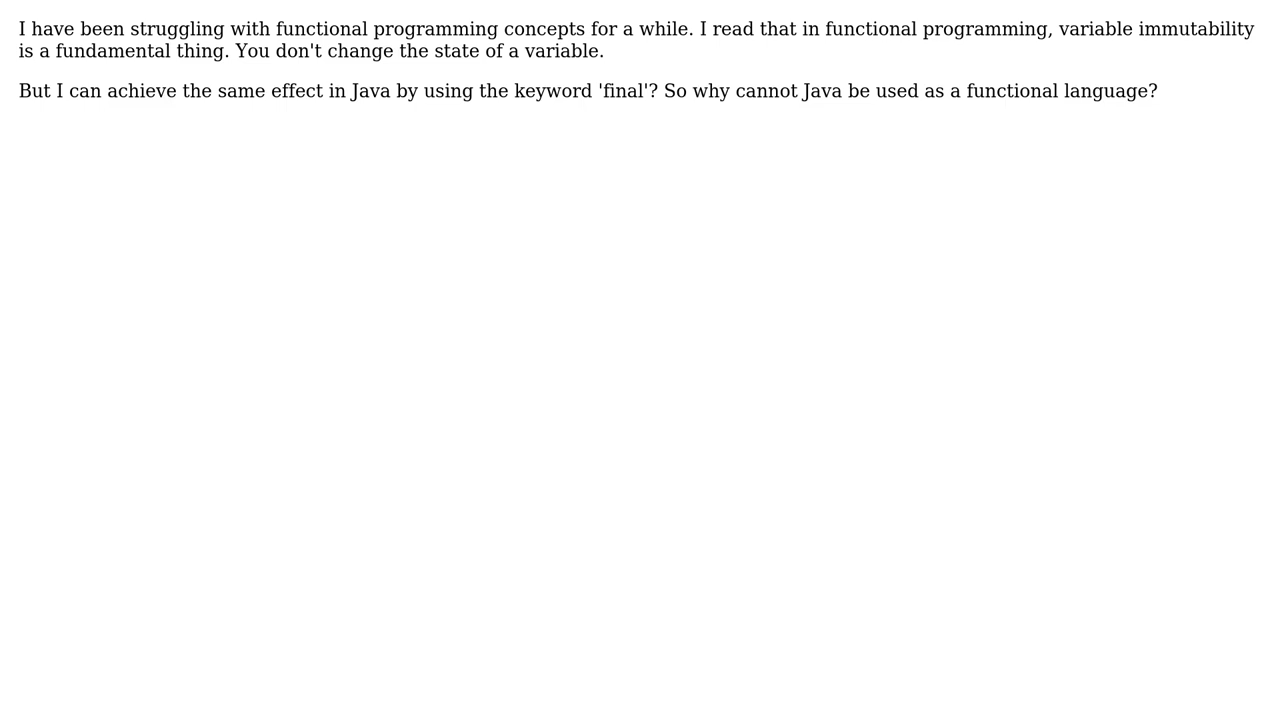 I have been struggling with functional programming concepts for a while. I read that in functional programming, variable immutability
is a fundamental thing. You don't change the state of a variable.
But I can achieve the same effect in Java by using the keyword 'final'? So why cannot Java be used as a functional language?